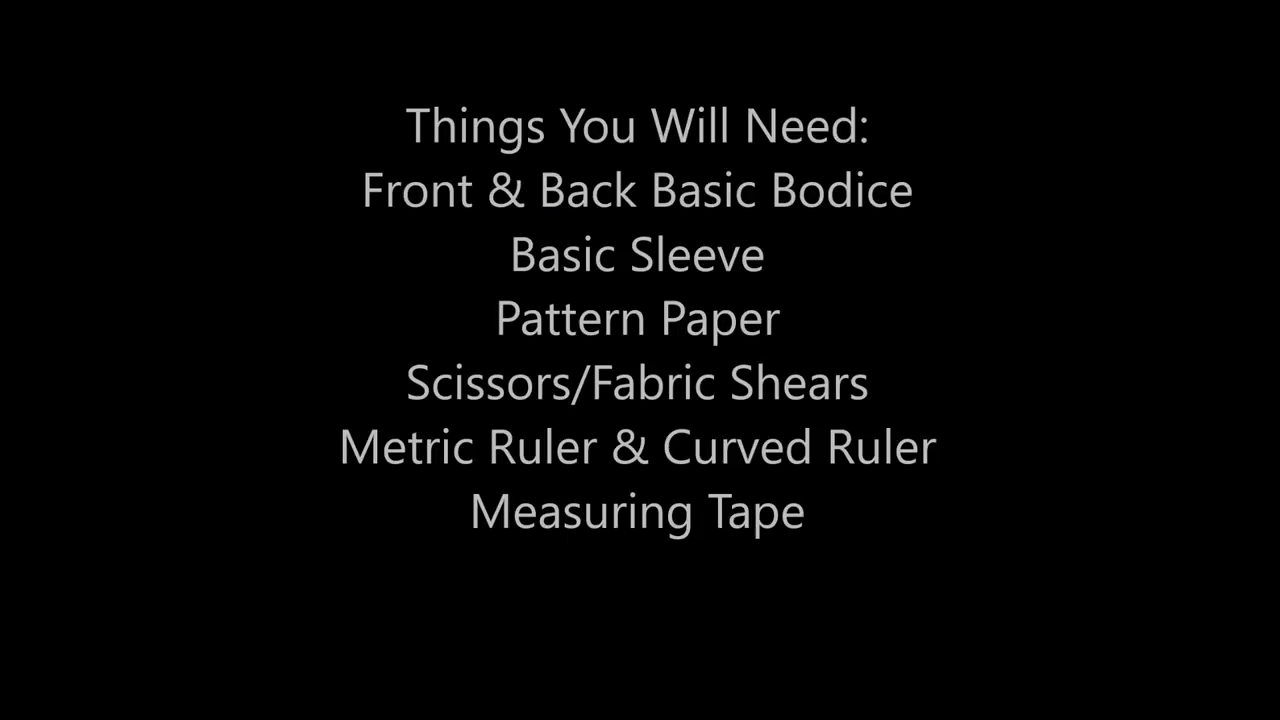 Things You Will Need:
Front & Back Basic Bodice
Basic Sleeve
Pattern Paper
Scissors/Fabric Shears
Metric Ruler & Curved Ruler
Measuring Tape